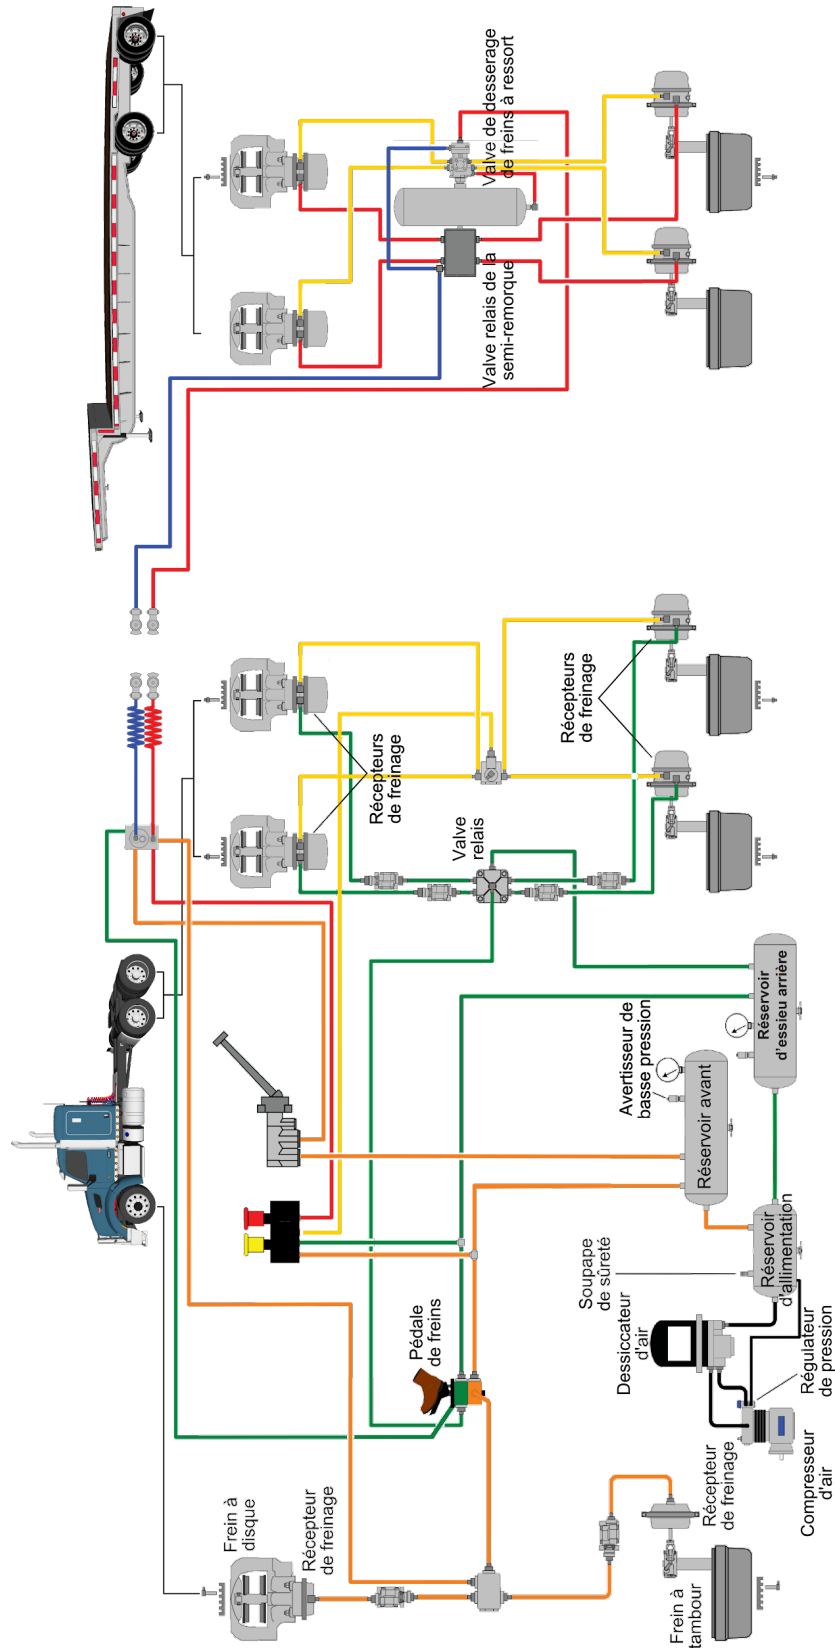 Frein à
disque
Récepteur
de freinage
Pédale
de freins
Frein à
tambour
Récepteur
de freinage
Compresseur
d'air
Régulateur
de pression
Dessiccateur
d'air
Soupape
de sûreté
Réservoir
d'allimentation
Réservoir avant
Avertisseur de
basse pression
Réservoir
d'essieu arrière
Valve
relais
Récepteurs
de freinage
Récepteurs
de freinage
Valve relais de la
semi-remorque
Valve de desserage
de freins à ressort